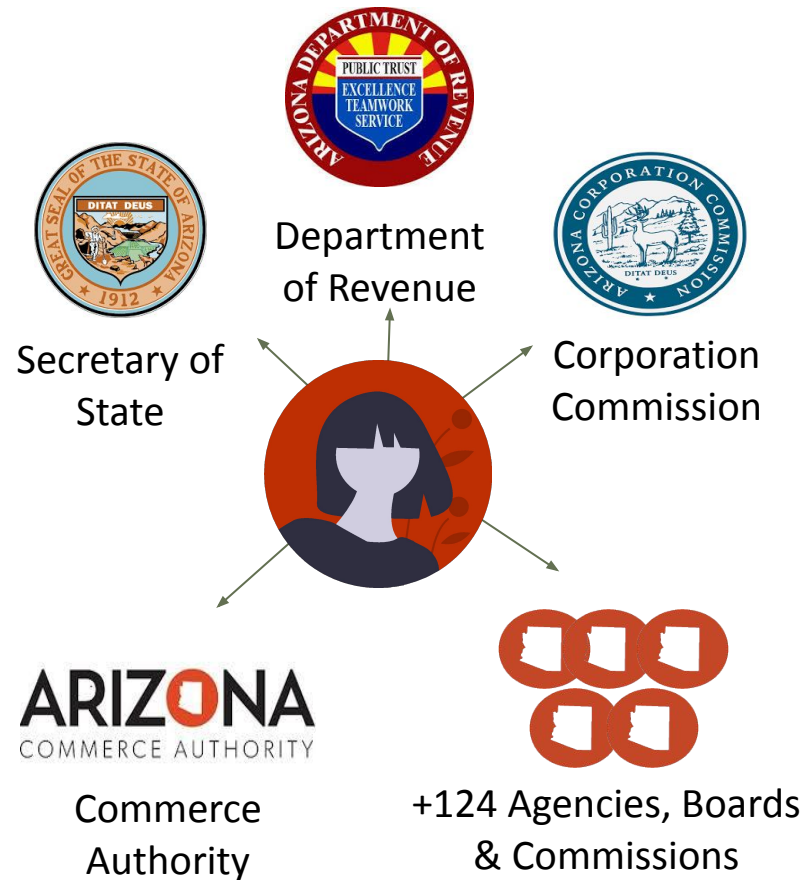 ARIZONA DEPARTMENT OF REVENUE
PUBLIC TRUST
EXCELLENCE
TEAMWORK
SERVICE
Department
of Revenue
GREAT SEAL OF THE STATE OF ARIZONA
DITAT DEUS
1912
Secretary of
State
ARIZONA CORPORATION COMMISSION
DITAT DEUS
Corporation
Commission
ARIZONA
COMMERCE AUTHORITY
Commerce
Authority
+124 Agencies, Boards
& Commissions